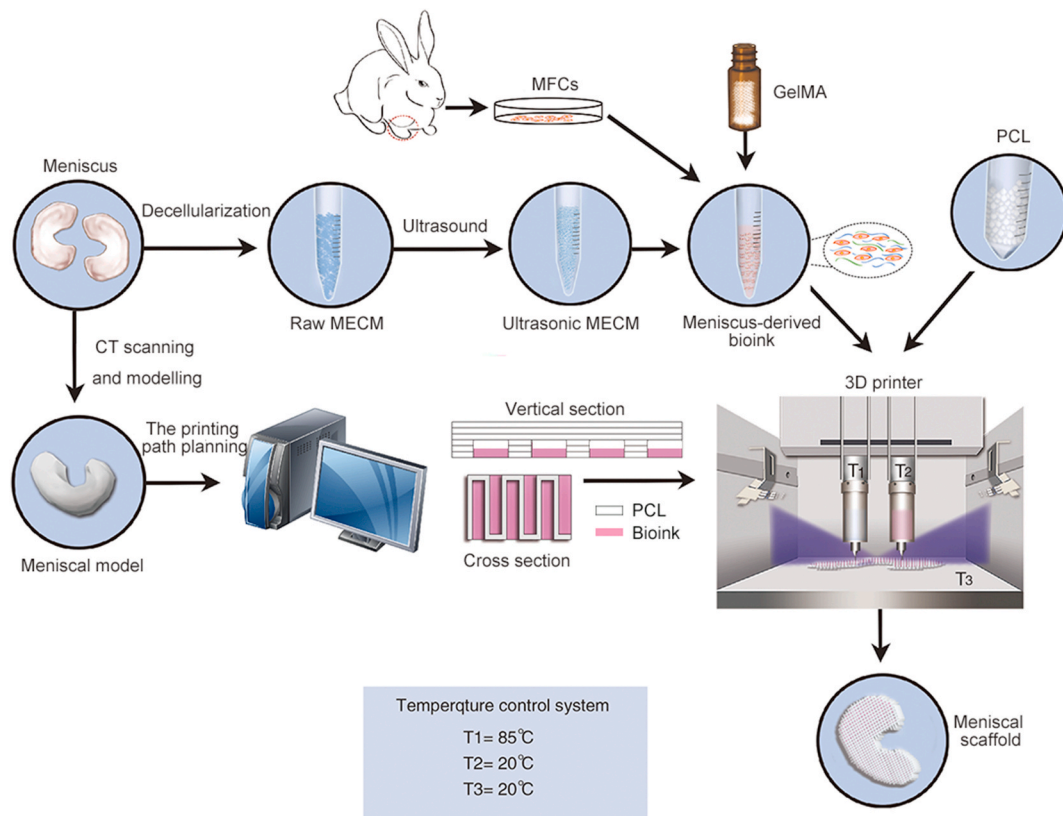 MFCs
GelMA
PCL
Meniscus
Decellularization
Ultrasound
Raw MECM
Ultrasonic MECM
Meniscus-derived
bioink
CT scanning
and modelling
3D printer
The printing
path planning
Vertical section
PCL
Bioink
Cross section
Meniscal model
T1
T2
T3
Temperqture control system
T1= 85℃
T2= 20℃
T3= 20℃
Meniscal
scaffold